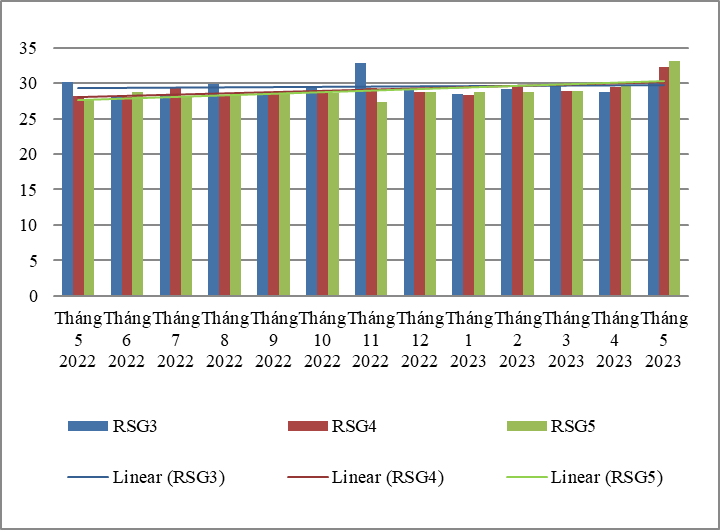 35
30
25
20
15
10
5
0
Tháng Tháng Tháng Tháng Tháng Tháng Tháng Tháng Tháng Tháng Tháng Tháng Tháng
5 6 7 8 9 10 11 12 1 2 3 4 5
2022 2022 2022 2022 2022 2022 2022 2022 2023 2023 2023 2023 2023
RSG3 RSG4 RSG5
Linear (RSG3) Linear (RSG4) Linear (RSG5)